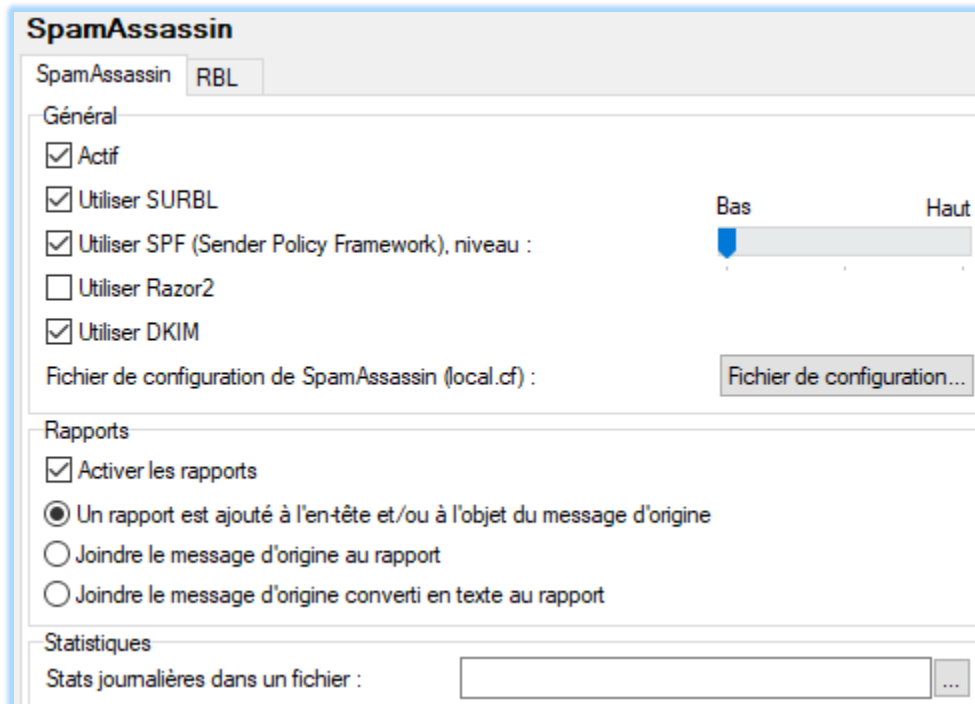 SpamAssassin
SpamAssassin RBL
Général
Actif
Utiliser SURBL
Bas Haut
Utiliser SPF (Sender Policy Framework), niveau :
Utiliser Razor2
Utiliser DKIM
Fichier de configuration de SpamAssassin (local.cf) : Fichier de configuration...
Rapports
Activer les rapports
Un rapport est ajouté à l'en-tête et/ou à l'objet du message d'origine
Joindre le message d'origine au rapport
Joindre le message d'origine converti en texte au rapport
Statistiques
Stats journalières dans un fichier : ...